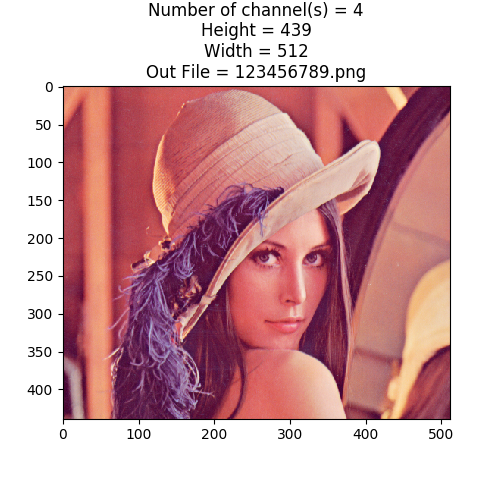 Number of channel(s) = 4
Height = 439
Width = 512
Out File = 123456789.png
0
50
100
150
200
250
300
350
400
0 100 200 300 400 500